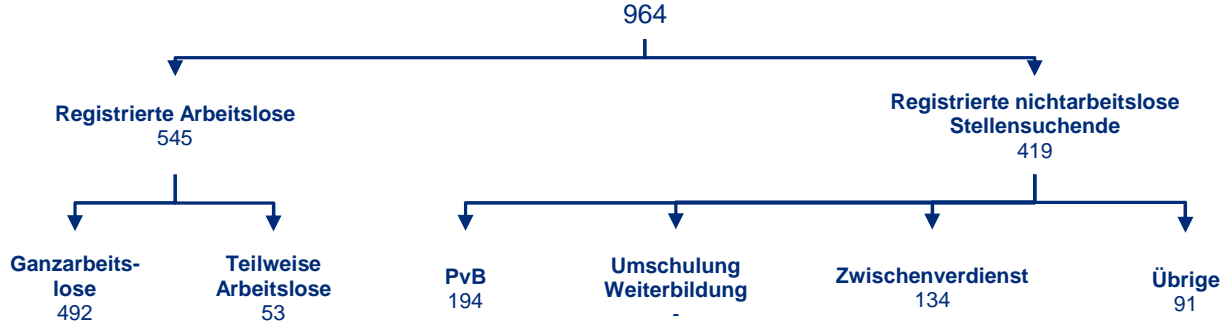 964
Registrierte Arbeitslose
545
Registrierte nichtarbeitslose
Stellensuchende
419
Ganzarbeits-
lose
492
Teilweise
Arbeitslose
53
PvB
194
Umschulung
Weiterbildung
-
Zwischenverdienst
134
Übrige
91